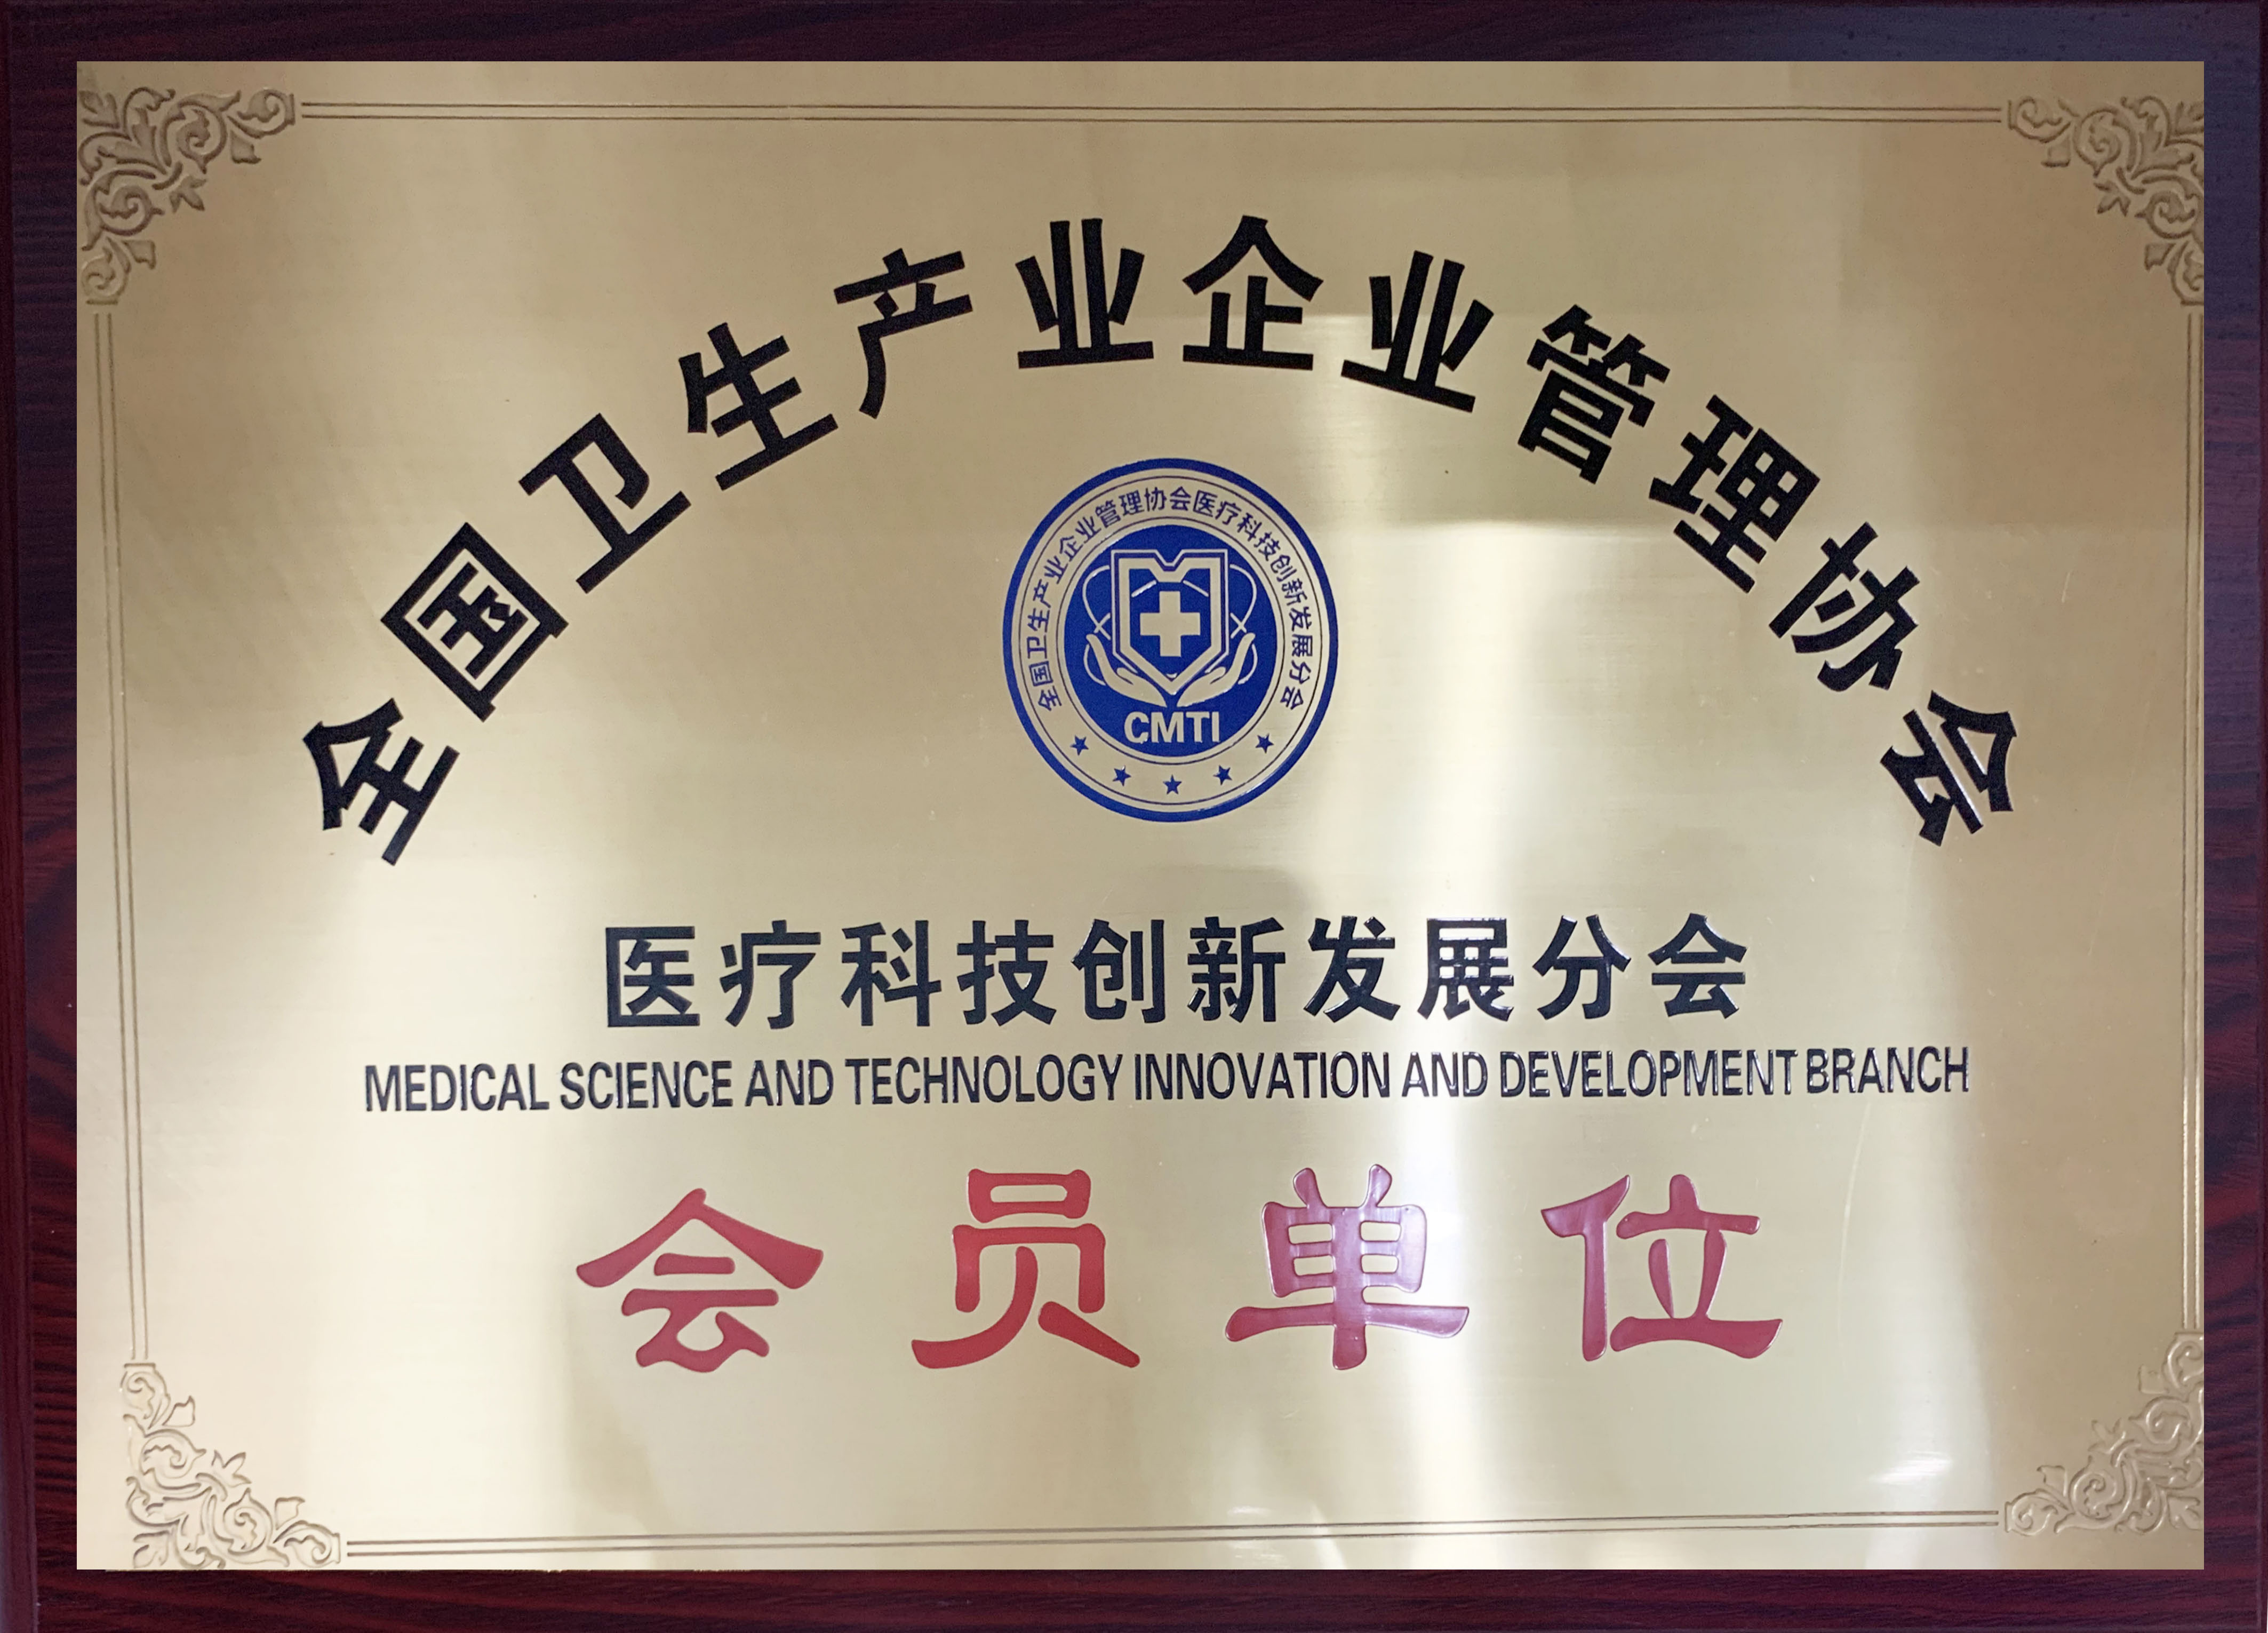 全国卫生产业企业管理协会
全国卫生产业企业管理协会医疗科技创新发展分会
CMTI
医疗科技创新发展分会
MEDICAL SCIENCE AND TECHNOLOGY INNOVATION AND DEVELOPMENT BRANCH
会员单位